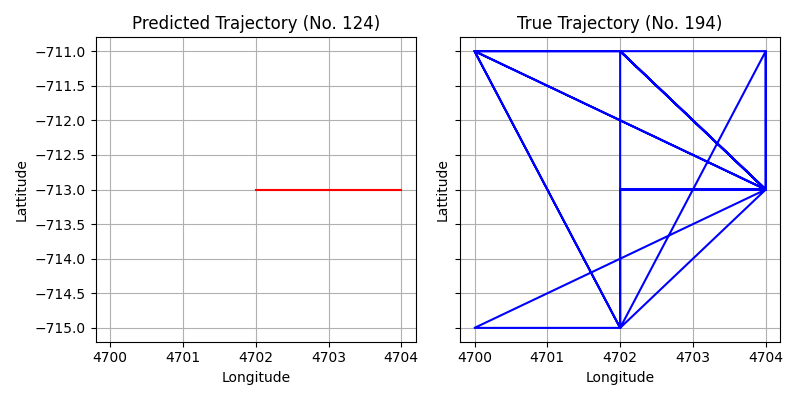 Predicted Trajectory (No. 124)
True Trajectory (No. 194)
−711.0
−711.5
−712.0
−712.5
−713.0
−713.5
−714.0
−714.5
−715.0
Lattitude
Lattitude
4700 4701 4702 4703 4704
4700 4701 4702 4703 4704
Longitude
Longitude